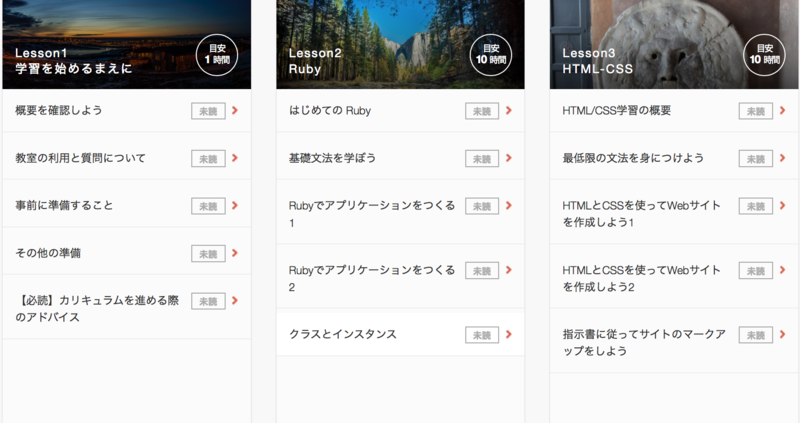 Lesson1
学習を始めるまえに
目安
1 時間
概要を確認しよう
未読
教室の利用と質問について
未読
事前に準備すること
未読
その他の準備
未読
【必読】カリキュラムを進める際
のアドバイス
未読
Lesson2
Ruby
目安
10 時間
はじめての Ruby
未読
基礎文法を学ぼう
未読
Rubyでアプリケーションをつくる
1
未読
Rubyでアプリケーションをつくる
2
未読
クラスとインスタンス
未読
Lesson3
HTML-CSS
目安
10 時間
HTML/CSS学習の概要
未読
最低限の文法を身につけよう
未読
HTMLとCSSを使ってWebサイト
を作成しよう1
未読
HTMLとCSSを使ってWebサイト
を作成しよう2
未読
指示書に従ってサイトのマークア
ップをしよう
未読